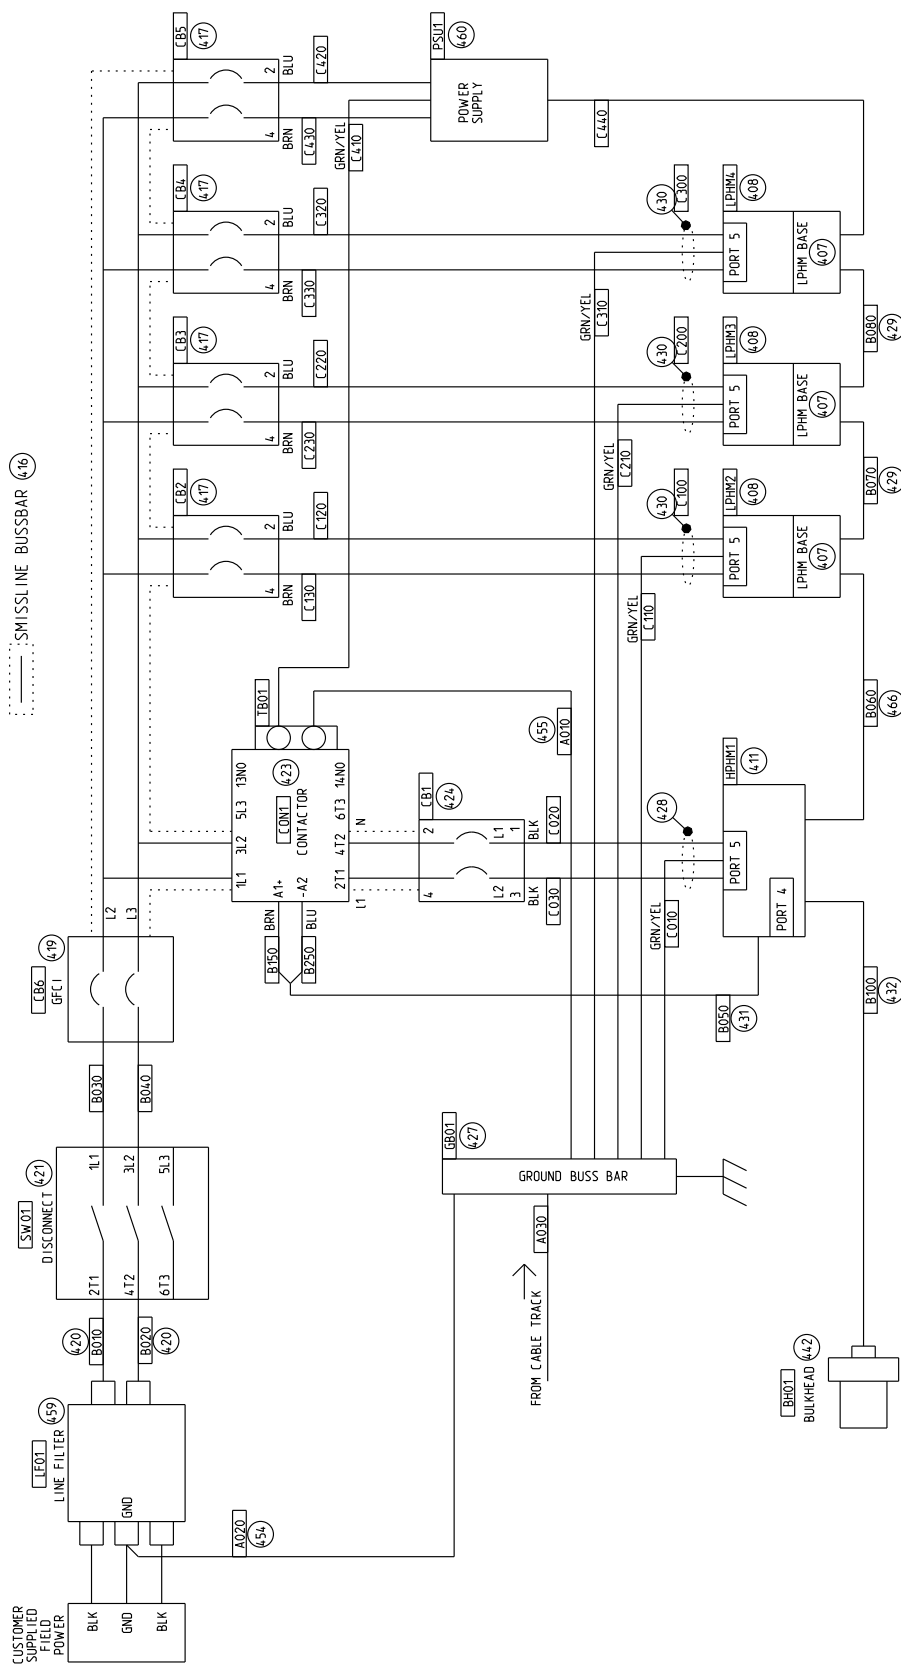 CUSTOMER
SUPPLIED
FIELD
POWER
BLK
GND
BLK
LF01
LINE FILTER
459
GND
A020
454
420
B010
B020
420
SW01
DISCONNECT
421
2T1
4T2
6T3
1L1
3L2
5L3
B030
B040
CB6
GFCI
419
L2
L3
SMISSLINE BUSSBAR
416
TB01
1L1
3L2
5L3
13NO
A1+
-A2
CON1
CONTACTOR
423
2T1
4T2
6T3
14NO
BRN
BLU
B150
B250
L1
N
CB1
424
4
2
L2
L1
3
1
BLK
BLK
C030
C020
455
A010
CB2
417
4
2
BRN
BLU
C130
C120
CB3
417
4
2
BRN
BLU
C230
C220
CB4
417
4
2
BRN
BLU
C330
C320
CB5
417
4
2
BRN
BLU
C430
C420
GRN/YEL
C410
PSU1
460
POWER
SUPPLY
C440
GB01
427
GROUND BUSS BAR
A030
FROM CABLE TRACK
GRN/YEL
C010
GRN/YEL
C110
GRN/YEL
C210
GRN/YEL
C310
428
430
C100
430
C200
430
C300
HPHM1
411
PORT 5
PORT 4
B050
431
LPHM2
408
PORT 5
LPHM BASE
407
LPHM3
408
PORT 5
LPHM BASE
407
LPHM4
408
PORT 5
LPHM BASE
407
BH01
BULKHEAD
442
B100
432
B060
466
B070
429
B080
429